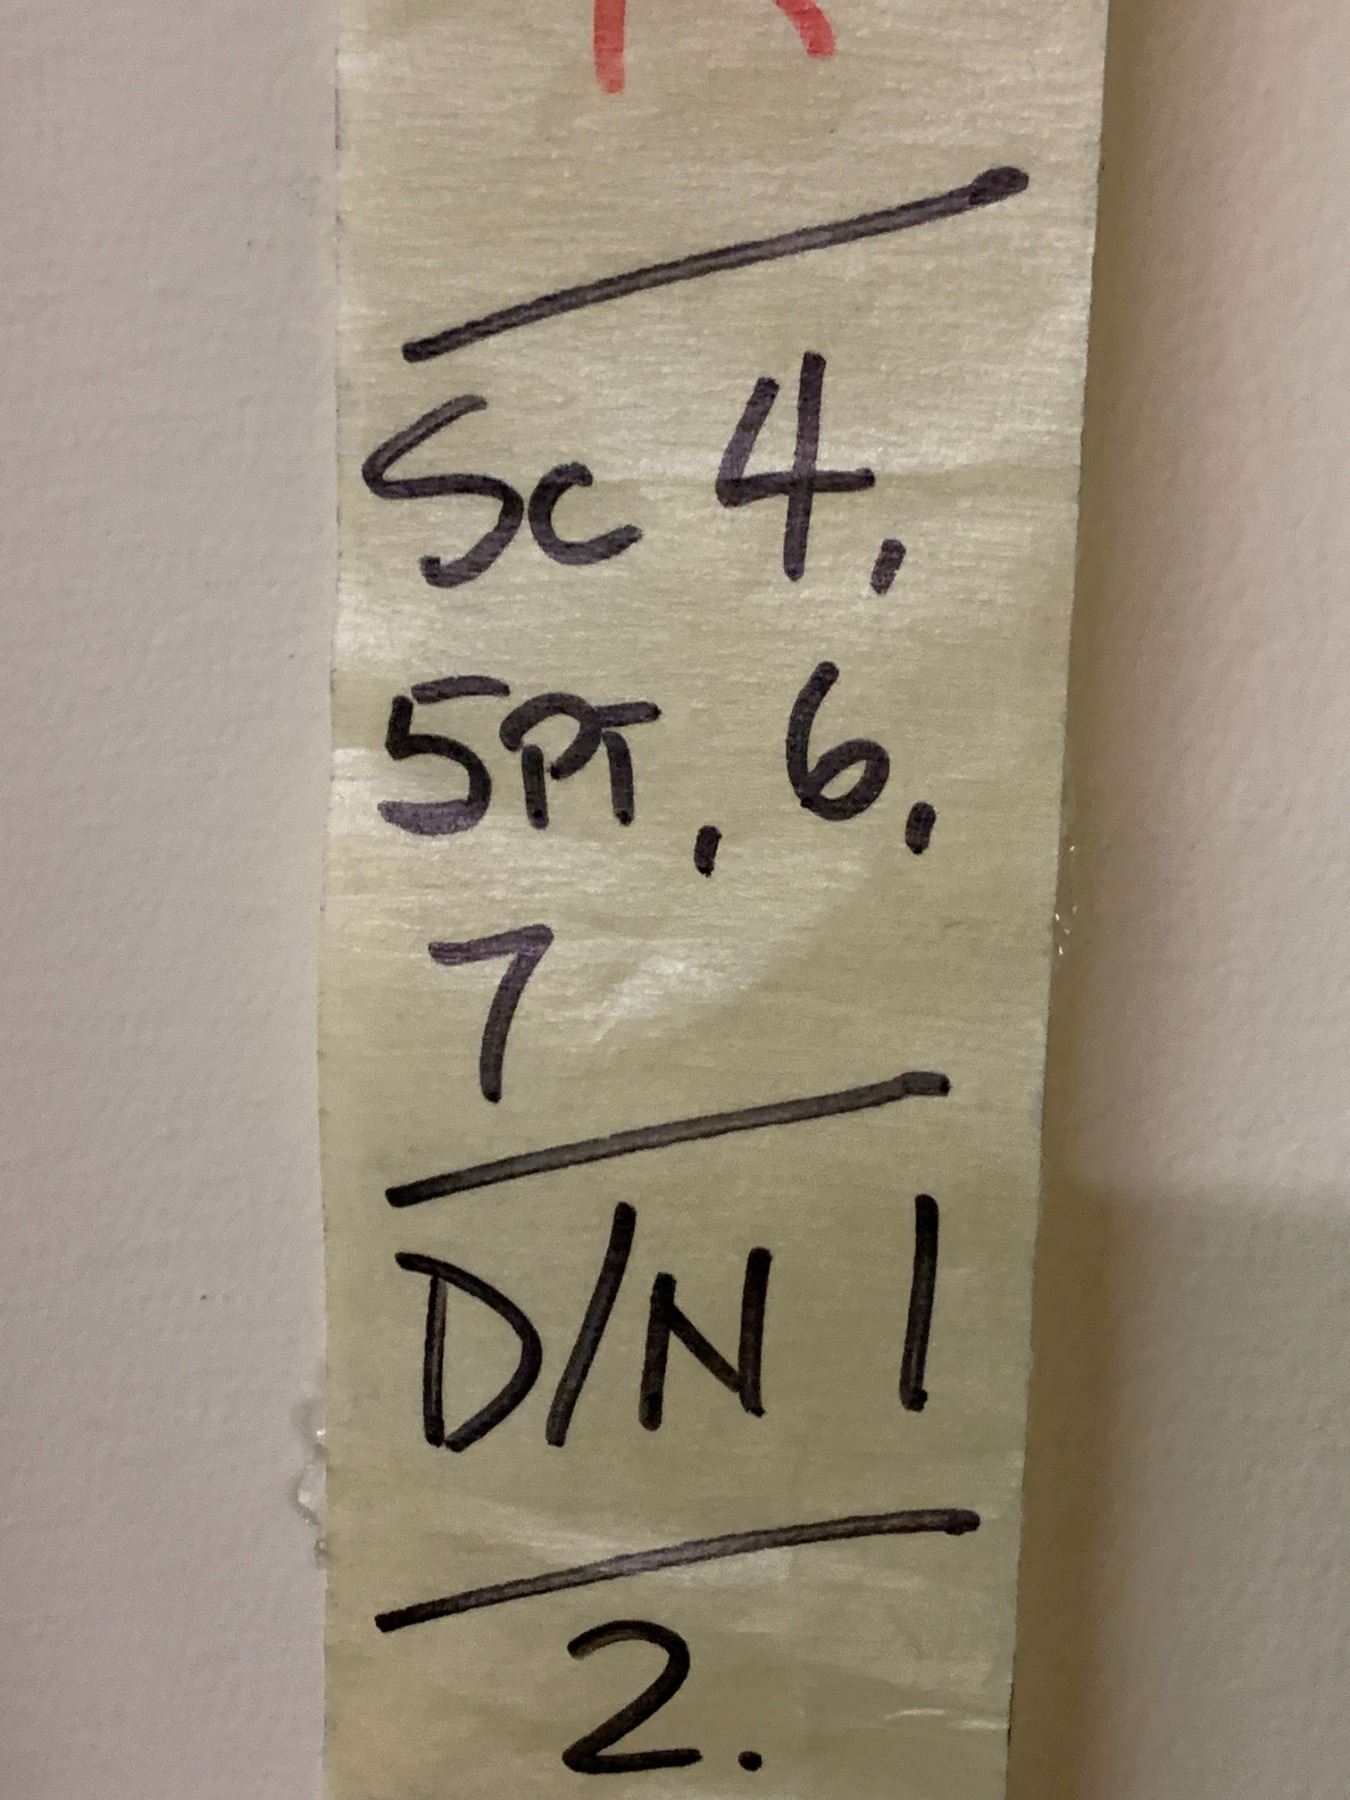 Sc 4,
5PT, 6,
7
D/N 1
2.